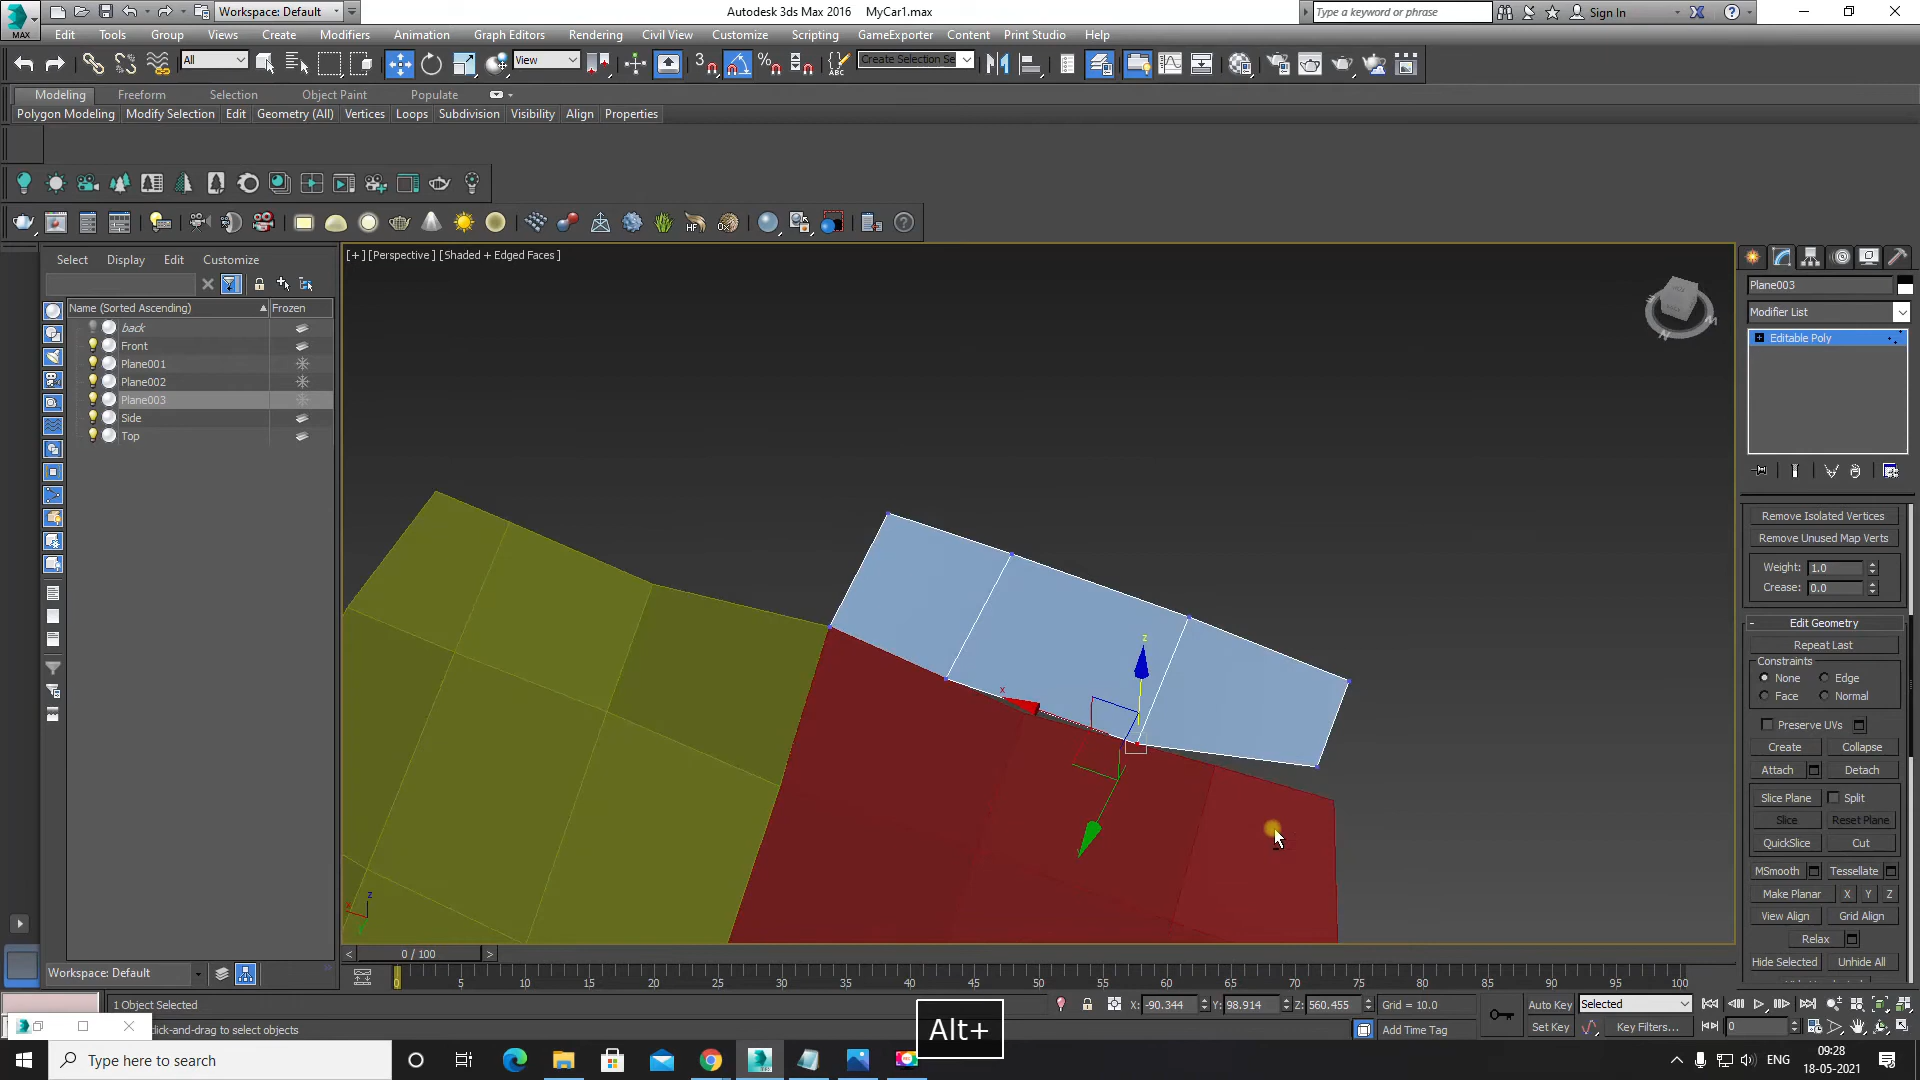 MAX
Workspace: Default
Autodesk 3ds Max 2016 MyCar1.max
Type a keyword or phrase
Sign In
Edit Tools Group Views Create Modifiers Animation Graph Editors Rendering Civil View Customize Scripting GameExporter Content Print Studio Help
All
View
3
ABC
Create Selection Se
Modeling Freeform Selection Object Paint Populate
Polygon Modeling Modify Selection Edit Geometry (All) Vertices Loops Subdivision Visibility Align Properties
HF
Select Display Edit Customize
Name (Sorted Ascending) Frozen
back
Front
Plane001
Plane002
Plane003
Side
Top
[+] [Perspective] [Shaded + Edged Faces]
z
x
z
Plane003
Modifier List
Editable Poly
Remove Isolated Vertices
Remove Unused Map Verts
Weight: 1.0
Crease: 0.0
- Edit Geometry
Repeat Last
Constraints
None Edge
Face Normal
Preserve UVs
Create Collapse
Attach Detach
Slice Plane Split
Slice Reset Plane
QuickSlice Cut
MSmooth Tessellate
Make Planar X Y Z
View Align Grid Align
Relax
Hide Selected Unhide All
Workspace: Default
< 0 / 100 >
0 5 10 15 20 25 30 35 40 45 50 55 60 65 70 75 80 85 90 95 100
1 Object Selected
X: -90.344 Y: 98.914 Z: 560.455 Grid = 10.0
Auto Key Selected
click-and-drag to select objects
Add Time Tag
Set Key Key Filters...
0
Alt+
Type here to search
ENG
09:28
18-05-2021